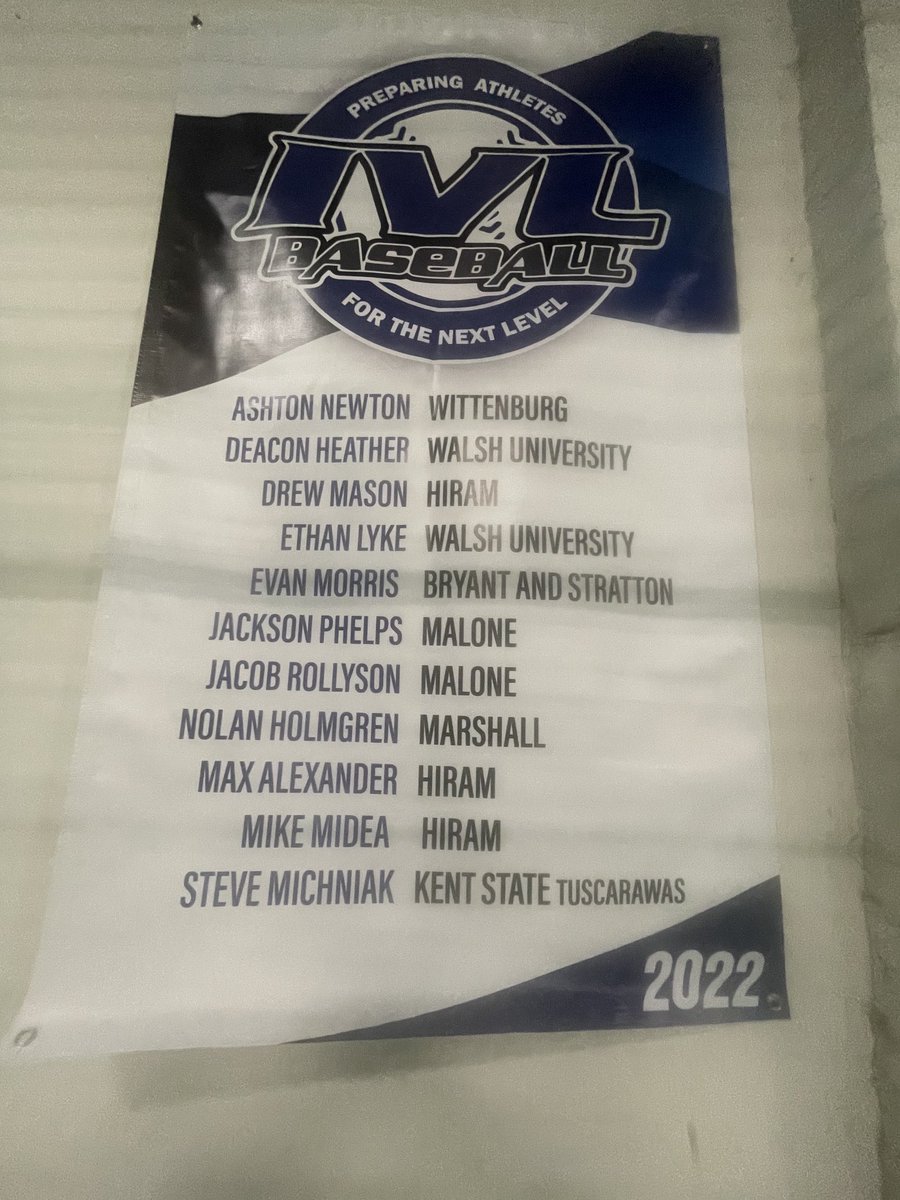 PREPARING ATHLETES
IVL
BASEBALL
FOR THE NEXT LEVEL
ASHTON NEWTON WITTENBURG
DEACON HEATHER WALSH UNIVERSITY
DREW MASON HIRAM
ETHAN LYKE WALSH UNIVERSITY
EVAN MORRIS BRYANT AND STRATTON
JACKSON PHELPS MALONE
JACOB ROLLYSON MALONE
NOLAN HOLMGREN MARSHALL
MAX ALEXANDER HIRAM
MIKE MIDEA HIRAM
STEVE MICHNIAK KENT STATE TUSCARAWAS
2022